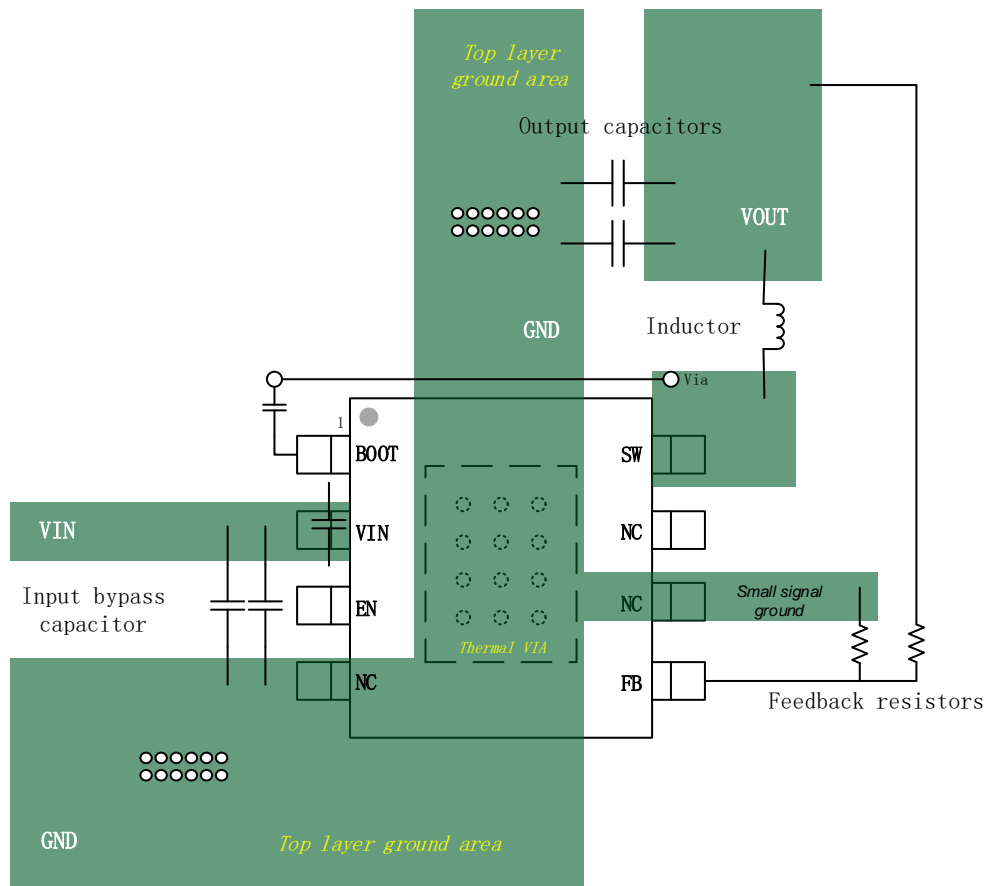 Top layer
ground area
Output capacitors
VOUT
GND
Inductor
Via
1
BOOT
SW
VIN
VIN
NC
Input bypass
capacitor
EN
NC
Small signal
ground
Thermal VIA
NC
FB
Feedback resistors
GND
Top layer ground area